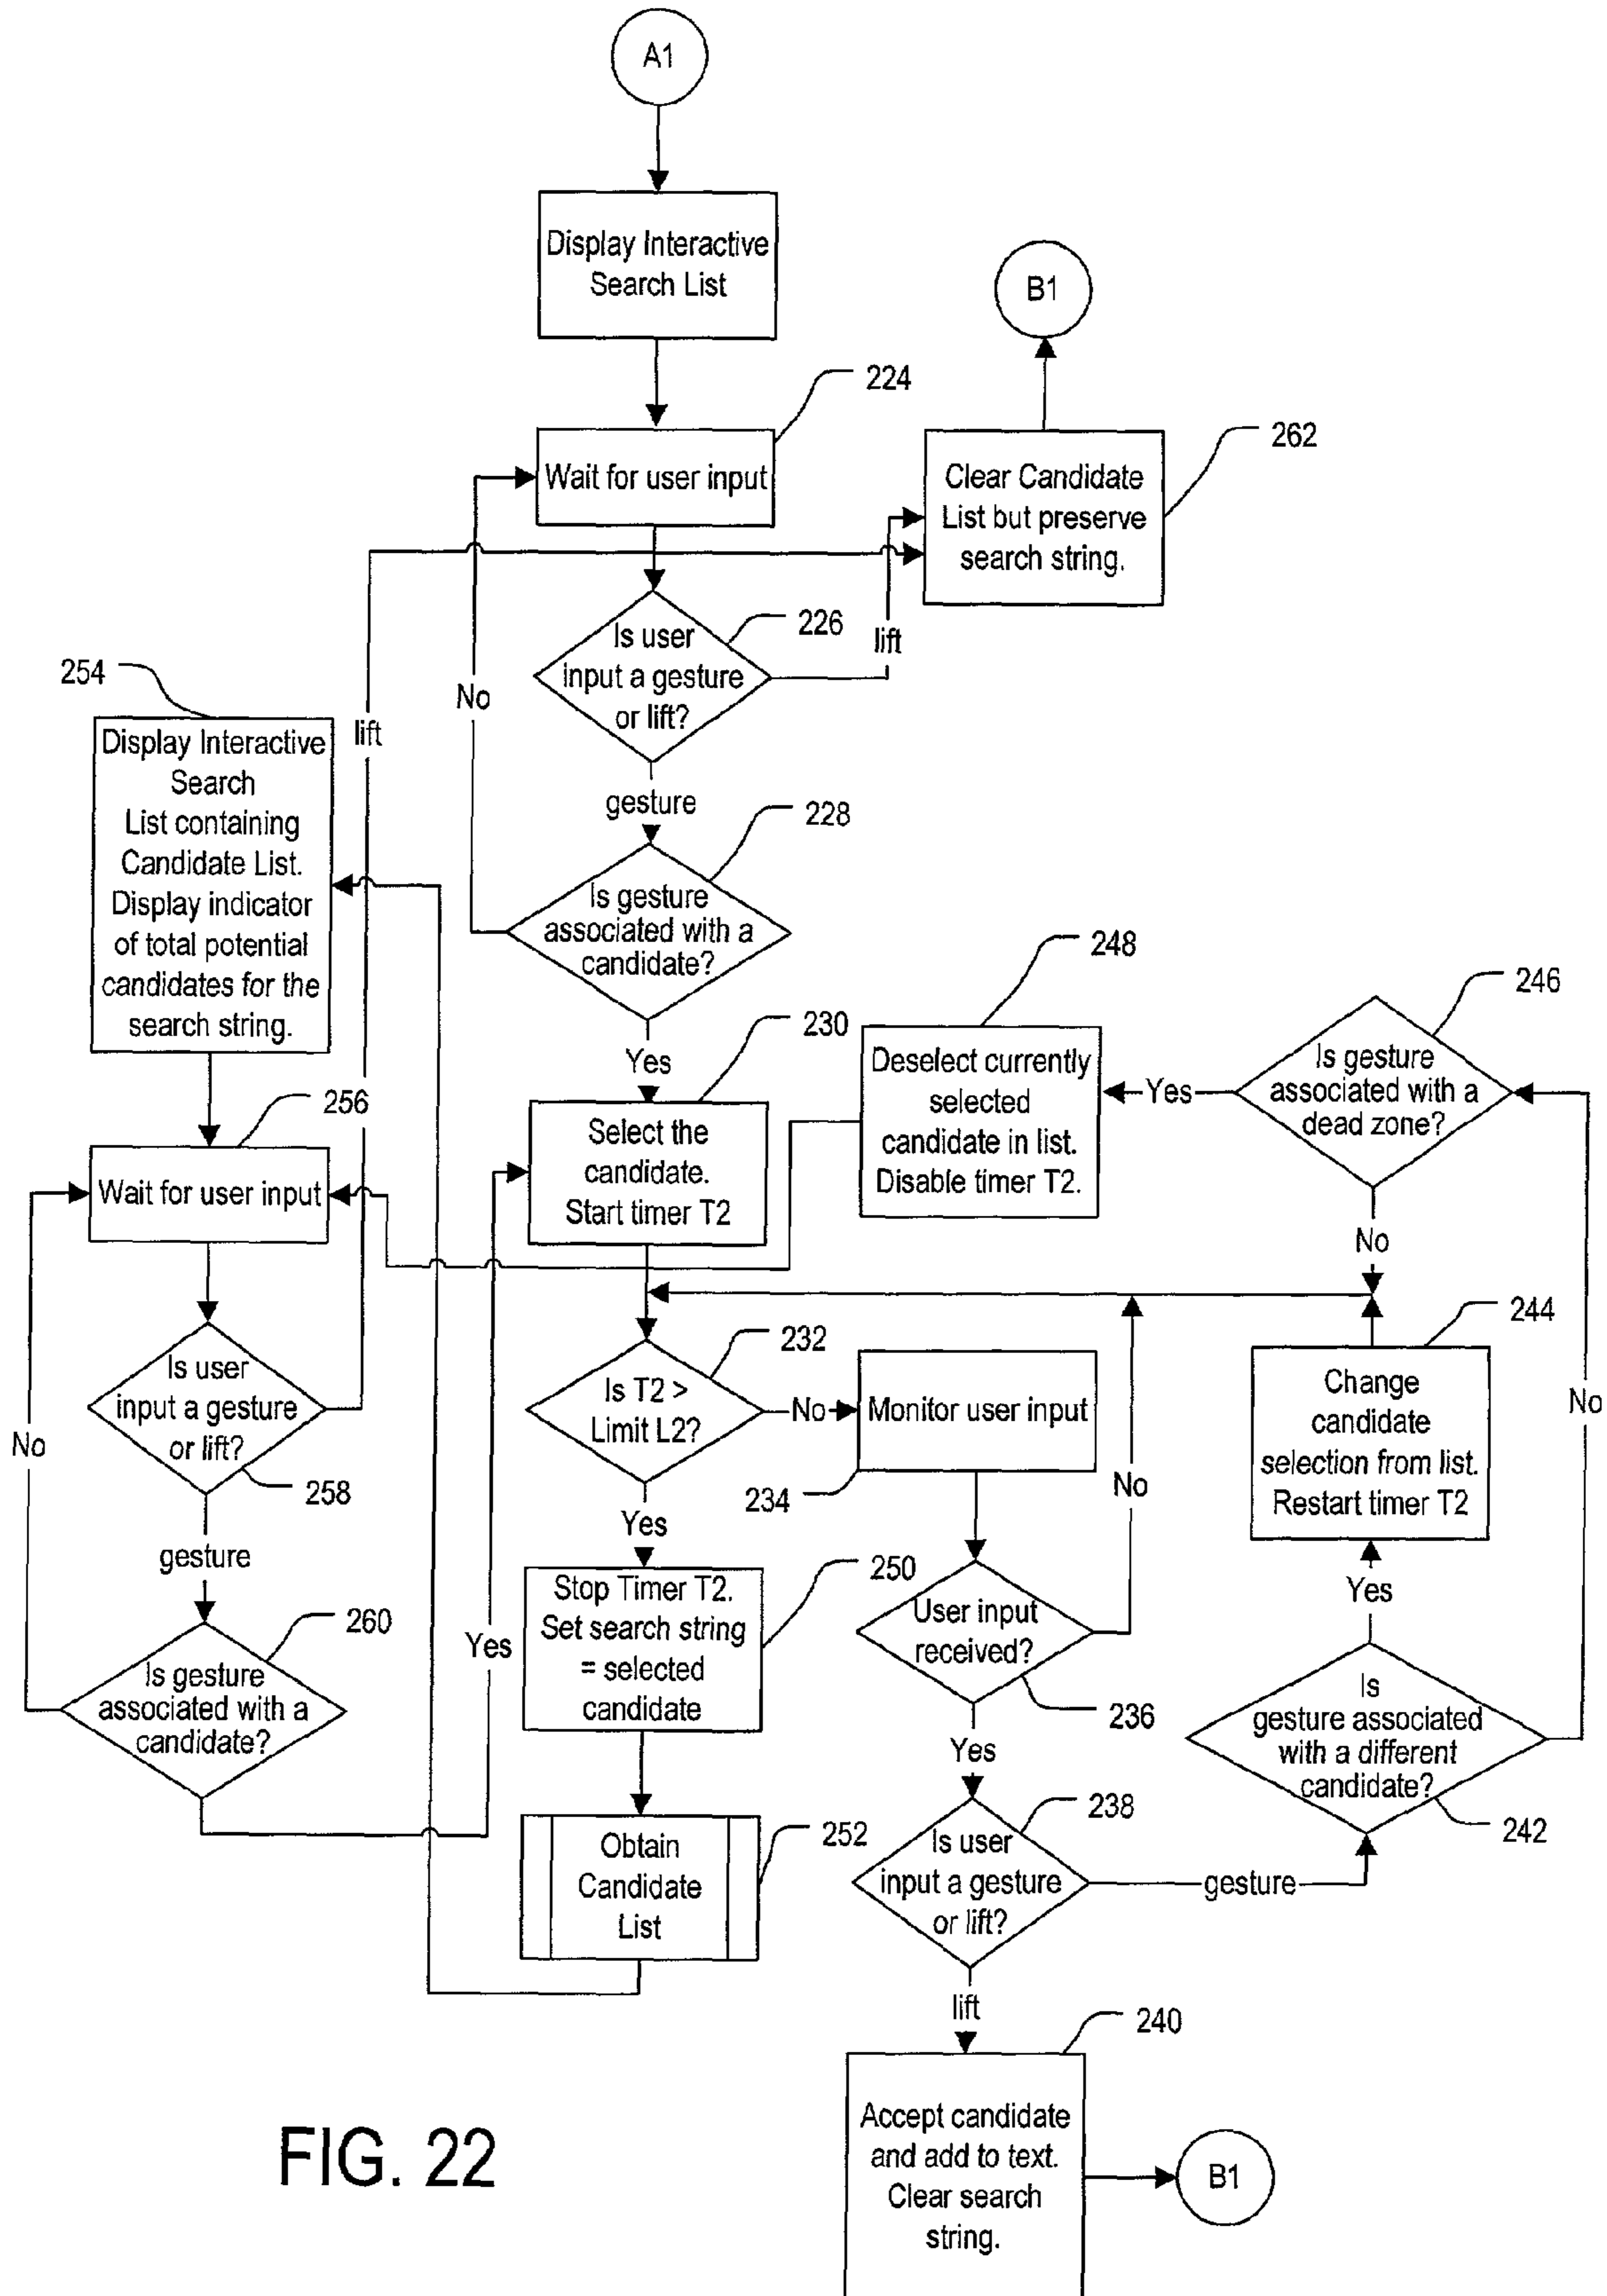 A1
Display Interactive
Search List
B1
224
Wait for user input
262
Clear Candidate
List but preserve
search string.
226
Is user
input a gesture
or lift?
lift
No
254
Display Interactive
Search
List containing
Candidate List.
Display indicator
of total potential
candidates for the
search string.
lift
gesture
228
Is gesture
associated with a
candidate?
Yes
248
Deselect currently
selected
candidate in list.
Disable timer T2.
Yes
246
Is gesture
associated with a
dead zone?
No
230
Select the
candidate.
Start timer T2
256
Wait for user input
Is user
input a gesture
or lift?
258
No
gesture
260
Is gesture
associated with a
candidate?
Yes
232
Is T2 >
Limit L2?
No
Monitor user input
234
No
244
Change
candidate
selection from list.
Restart timer T2
No
Yes
250
Stop Timer T2.
Set search string
= selected
candidate
User input
received?
236
Yes
Yes
Is
gesture associated
with a different
candidate?
242
252
Obtain
Candidate
List
238
Is user
input a gesture
or lift?
gesture
lift
240
Accept candidate
and add to text.
Clear search
string.
B1
FIG. 22